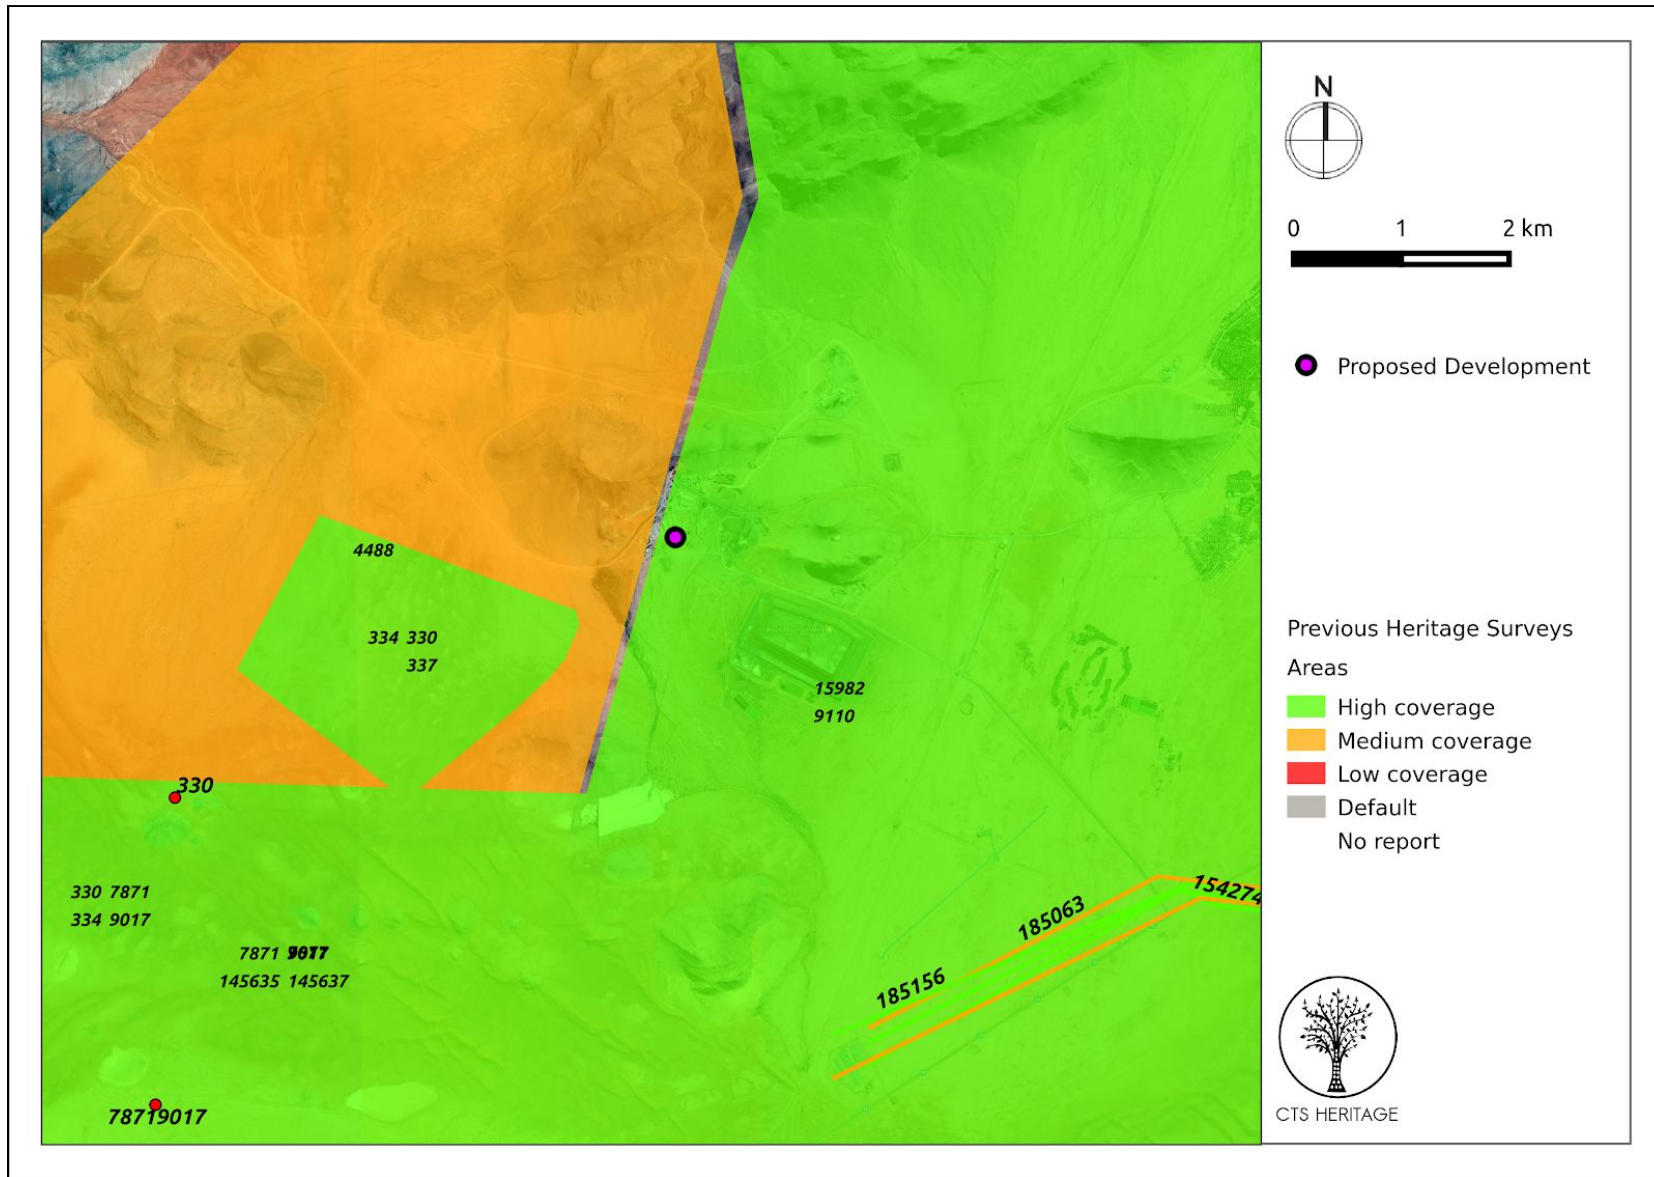 N
0 1 2 km
Proposed Development
Previous Heritage Surveys
Areas
High coverage
Medium coverage
Low coverage
Default
No report
CTS HERITAGE
4488
334 330
337
15982
9110
330
330 7871
334 9017
7871
145635 145637
185063
154274
185156
78719017